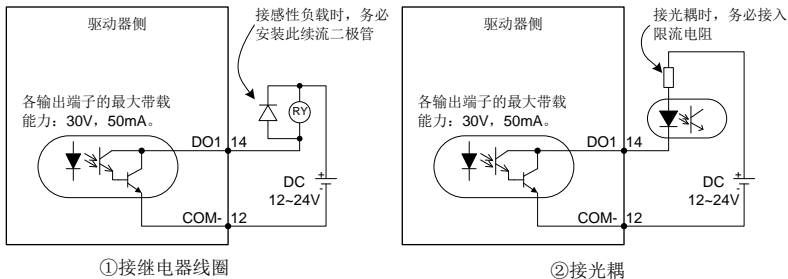 驱动器侧
接感性负载时，务必
安装此续流二极管
各输出端子的最大带载
能力：30V，50mA。
RY
DO1 14
DC
12~24V
+
-
COM- 12
①接继电器线圈
驱动器侧
接光耦时，务必接入
限流电阻
各输出端子的最大带载
能力：30V，50mA。
DO1 14
DC
12~24V
+
-
COM- 12
②接光耦